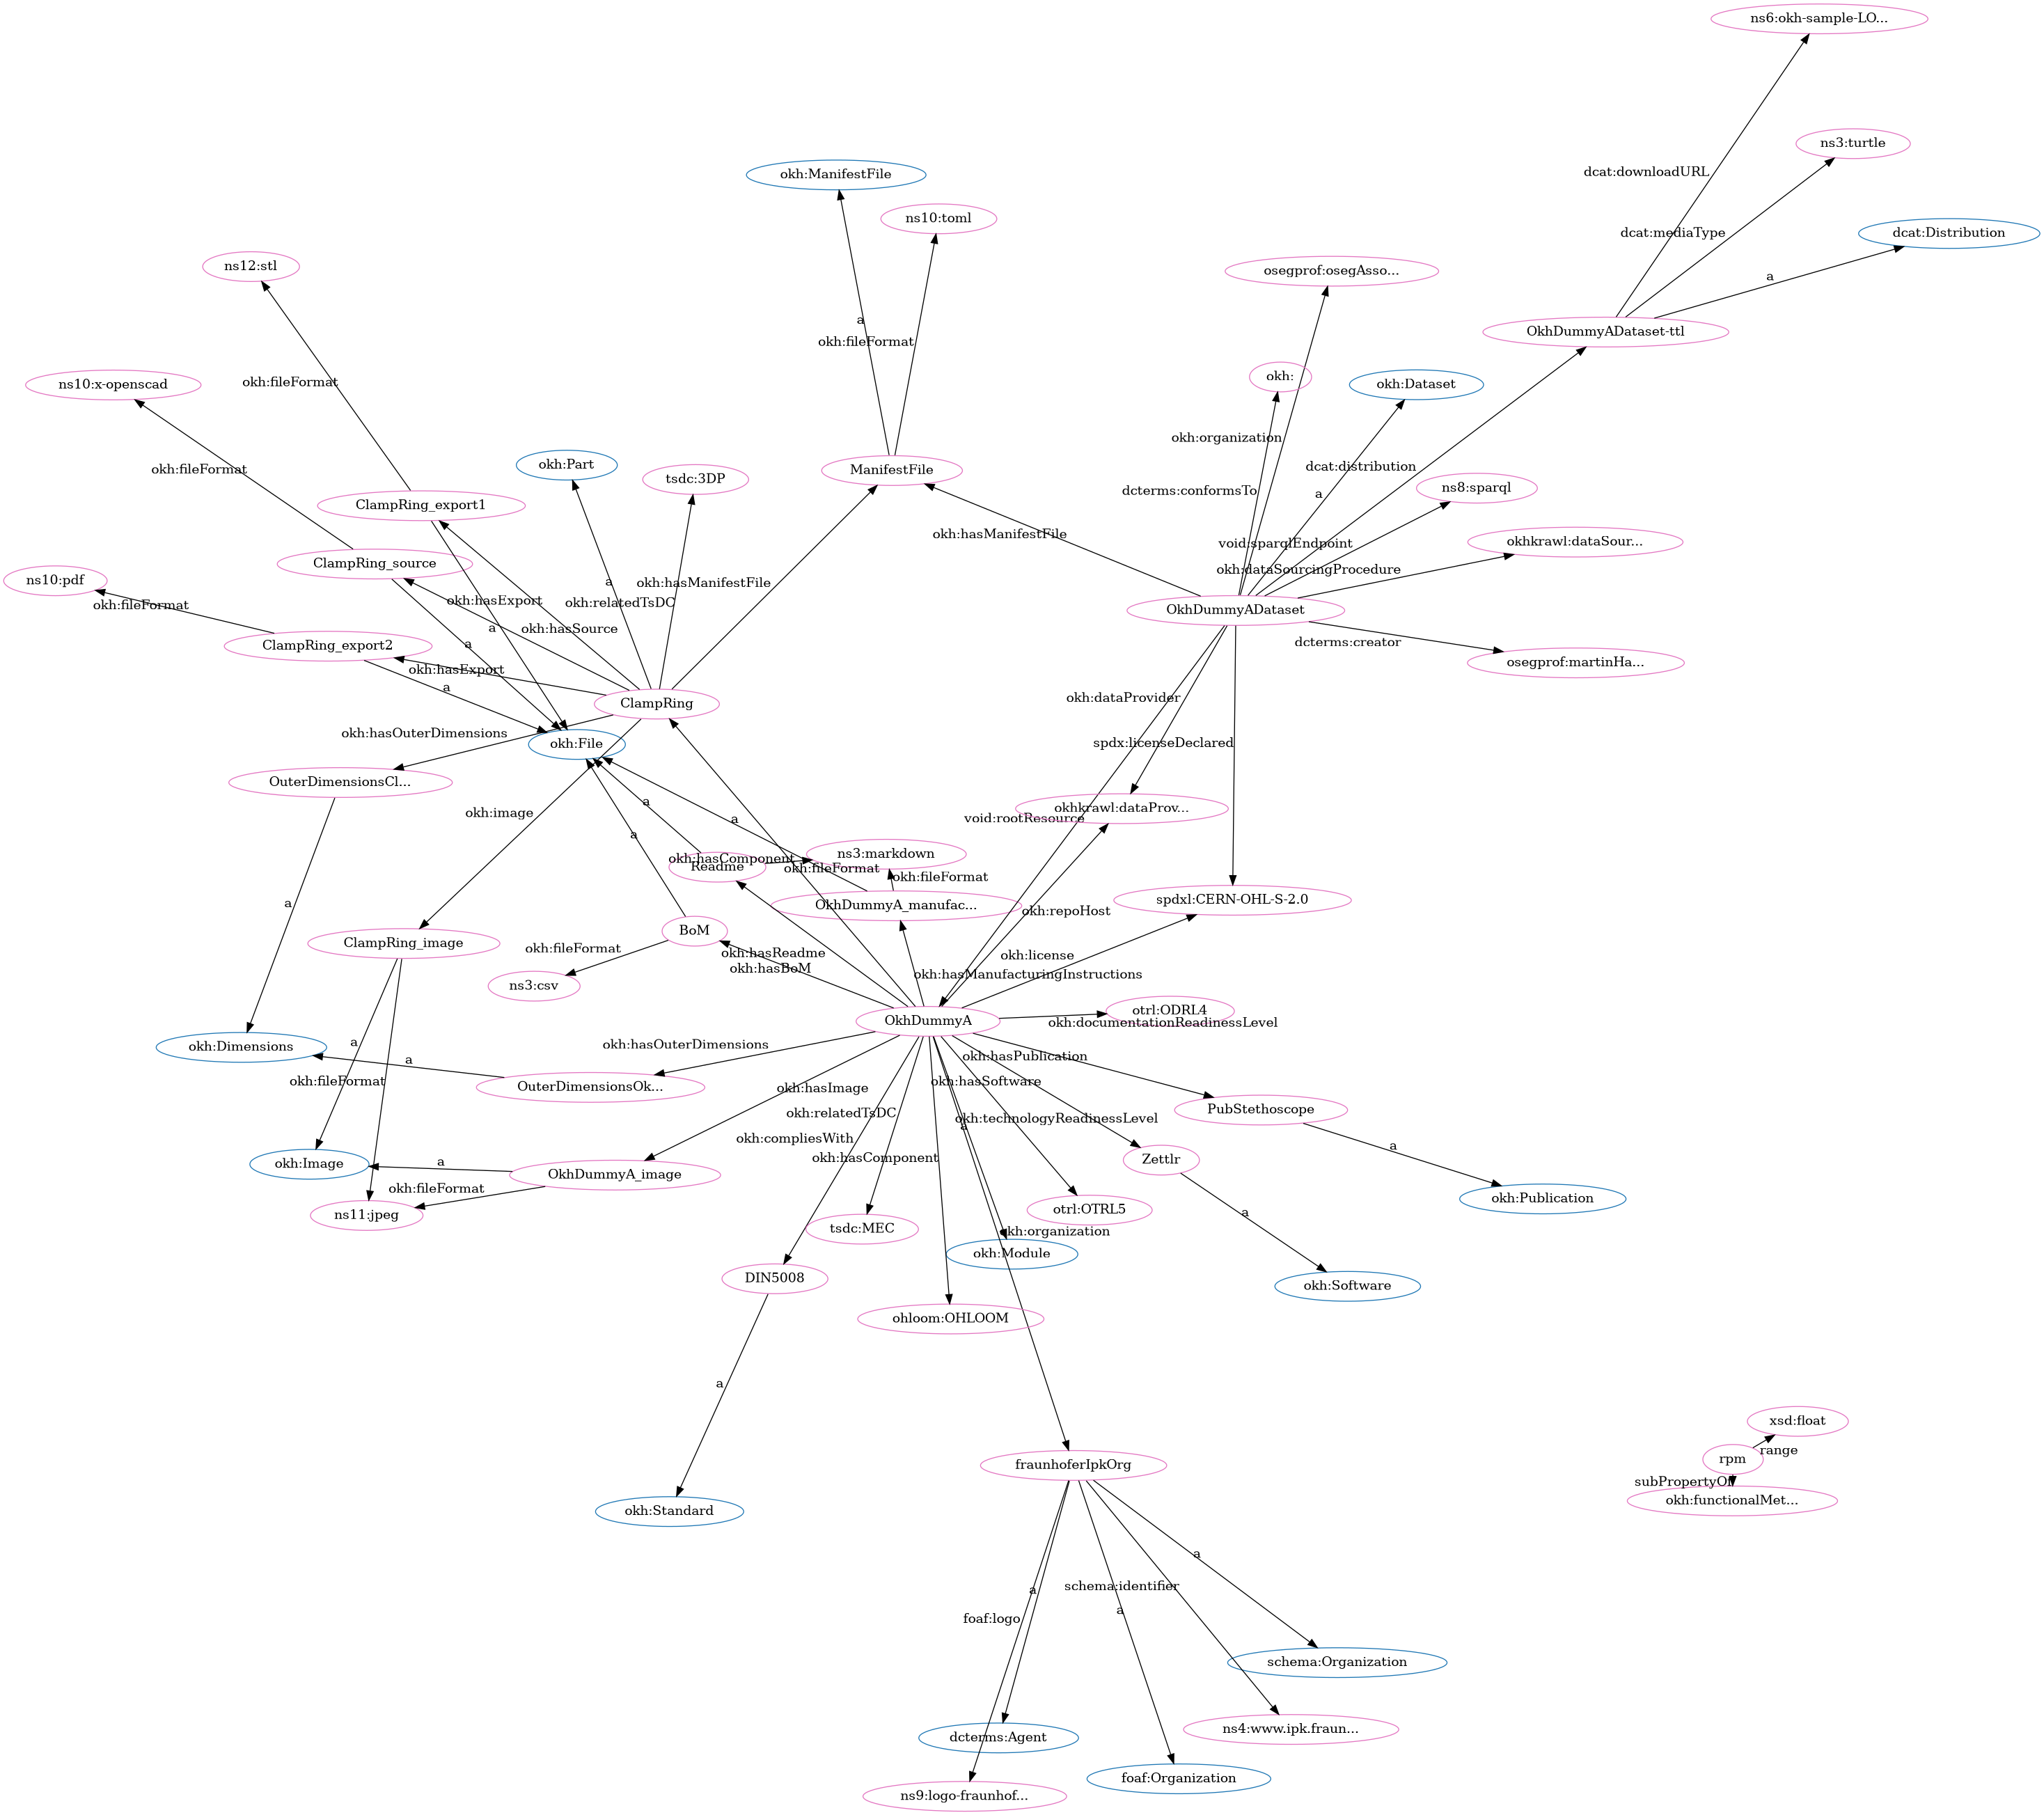 ns6:okh-sample-LO...
ns3:turtle
dcat:downloadURL
okh:ManifestFile
ns10:toml
dcat:mediaType
dcat:Distribution
ns12:stl
osegprof:osegAsso...
a
a
okh:fileFormat
OkhDummyADataset-ttl
okh:fileFormat
ns10:x-openscad
okh:
okh:Dataset
okh:organization
okh:Part
okh:fileFormat
ManifestFile
dcat:distribution
tsdc:3DP
ns8:sparql
dcterms:conformsTo
a
ClampRing_export1
okh:hasManifestFile
void:sparqlEndpoint
okhkrawl:dataSour...
ClampRing_source
okh:dataSourcingProcedure
ns10:pdf
a
okh:hasManifestFile
okh:fileFormat
okh:hasExport
okh:relatedTsDC
OkhDummyADataset
a
okh:hasSource
ClampRing_export2
a
dcterms:creator
osegprof:martinHa...
okh:hasExport
a
okh:dataProvider
ClampRing
okh:hasOuterDimensions
okh:File
spdx:licenseDeclared
OuterDimensionsCl...
okh:image
a
okhkrawl:dataProv...
a
void:rootResource
a
okh:hasComponent
ns3:markdown
Readme
okh:fileFormat
okh:fileFormat
a
OkhDummyA_manufac...
okh:repoHost
spdxl:CERN-OHL-S-2.0
BoM
ClampRing_image
okh:fileFormat
okh:hasReadme
okh:license
okh:hasBoM
okh:hasManufacturingInstructions
ns3:csv
otrl:ODRL4
OkhDummyA
okh:documentationReadinessLevel
a
okh:Dimensions
okh:hasOuterDimensions
a
okh:hasPublication
okh:fileFormat
okh:hasSoftware
OuterDimensionsOk...
okh:hasImage
PubStethoscope
okh:relatedTsDC
okh:technologyReadinessLevel
a
okh:compliesWith
a
okh:hasComponent
Zettlr
okh:Image
a
OkhDummyA_image
okh:fileFormat
okh:Publication
ns11:jpeg
otrl:OTRL5
a
tsdc:MEC
okh:organization
okh:Module
DIN5008
okh:Software
ohloom:OHLOOM
a
xsd:float
range
rpm
fraunhoferIpkOrg
subPropertyOf
okh:functionalMet...
okh:Standard
a
schema:identifier
a
a
foaf:logo
schema:Organization
ns4:www.ipk.fraun...
dcterms:Agent
foaf:Organization
ns9:logo-fraunhof...